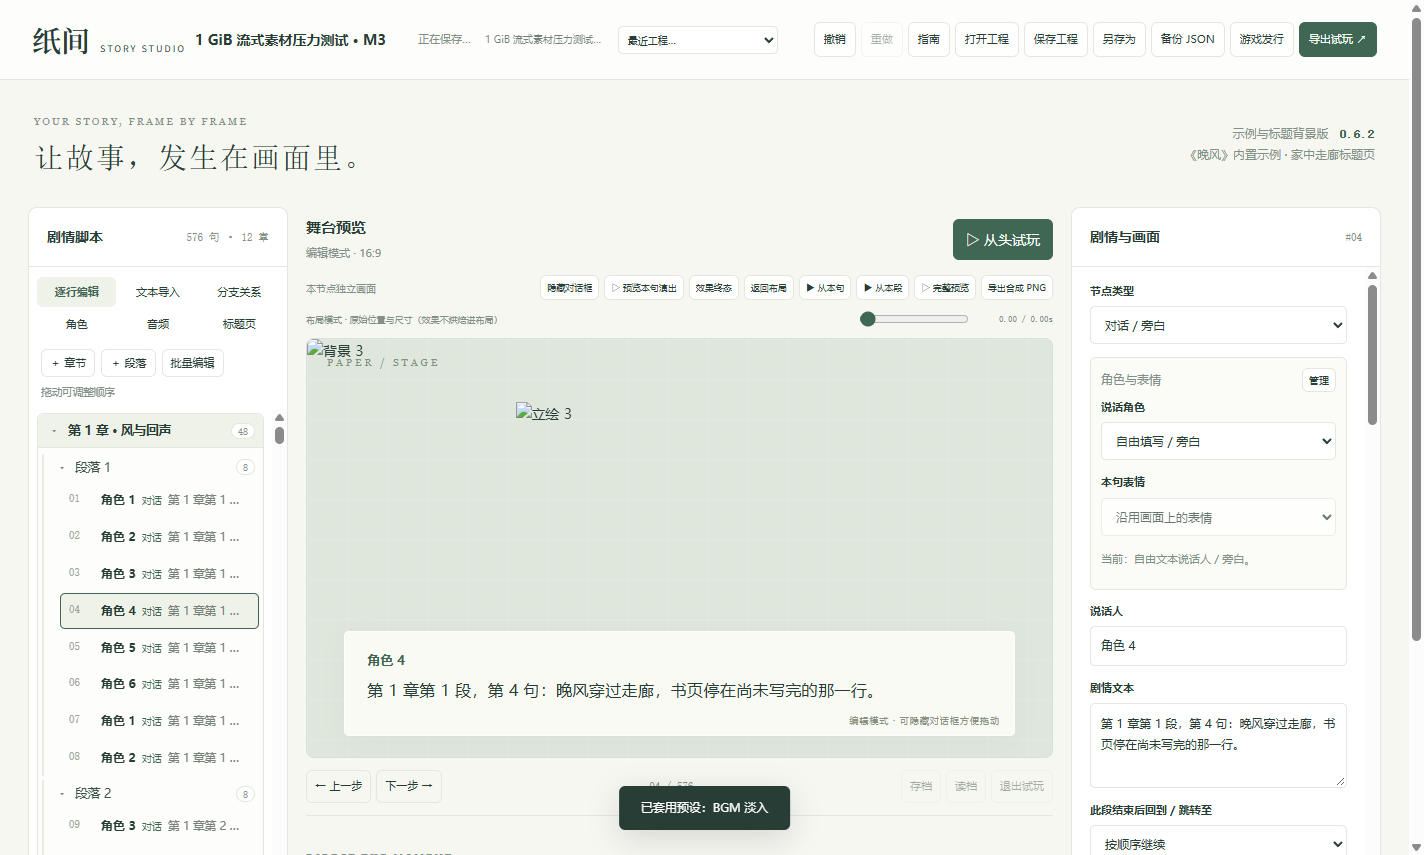 纸间 STORY STUDIO 1 GiB 流式素材压力测试 • M3 正在保存... 1 GiB 流式素材压力测试... 最近工程... 撤销 重做 指南 打开工程 保存工程 另存为 备份 JSON 游戏发行 导出试玩 ↗
YOUR STORY, FRAME BY FRAME
让故事，发生在画面里。
示例与标题背景版 0.6.2
《晚风》内置示例 · 家中走廊标题页
剧情脚本 576 句 • 12 章
逐行编辑 文本导入 分支关系
角色 音频 标题页
+ 章节 + 段落 批量编辑
拖动可调整顺序
第 1 章 • 风与回声 48
段落 1 8
01 角色 1 对话 第 1 章第 1 ...
02 角色 2 对话 第 1 章第 1 ...
03 角色 3 对话 第 1 章第 1 ...
04 角色 4 对话 第 1 章第 1 ...
05 角色 5 对话 第 1 章第 1 ...
06 角色 6 对话 第 1 章第 1 ...
07 角色 1 对话 第 1 章第 1 ...
08 角色 2 对话 第 1 章第 1 ...
段落 2 8
09 角色 3 对话 第 1 章第 2 ...
舞台预览
编辑模式 · 16:9
▷ 从头试玩
本节点独立画面 隐藏对话框 ▷ 预览本句演出 效果终态 返回布局 ▶ 从本句 ▶ 从本段 ▷ 完整预览 导出合成 PNG
布局模式 · 原始位置与尺寸（效果不烘焙进布局） 0.00 / 0.00s
背景 3
PAPER / STAGE
立绘 3
角色 4
第 1 章第 1 段，第 4 句：晚风穿过走廊，书页停在尚未写完的那一行。
编辑模式 · 可隐藏对话框方便拖动
← 上一步 下一步 → 04 / 576 存档 读档 退出试玩
已套用预设：BGM 淡入
剧情与画面 #04
节点类型
对话 / 旁白
角色与表情 管理
说话角色
自由填写 / 旁白
本句表情
沿用画面上的表情
当前：自由文本说话人 / 旁白。
说话人
角色 4
剧情文本
第 1 章第 1 段，第 4 句：晚风穿过走廊，书
页停在尚未写完的那一行。
此段结束后回到 / 跳转至
按顺序继续